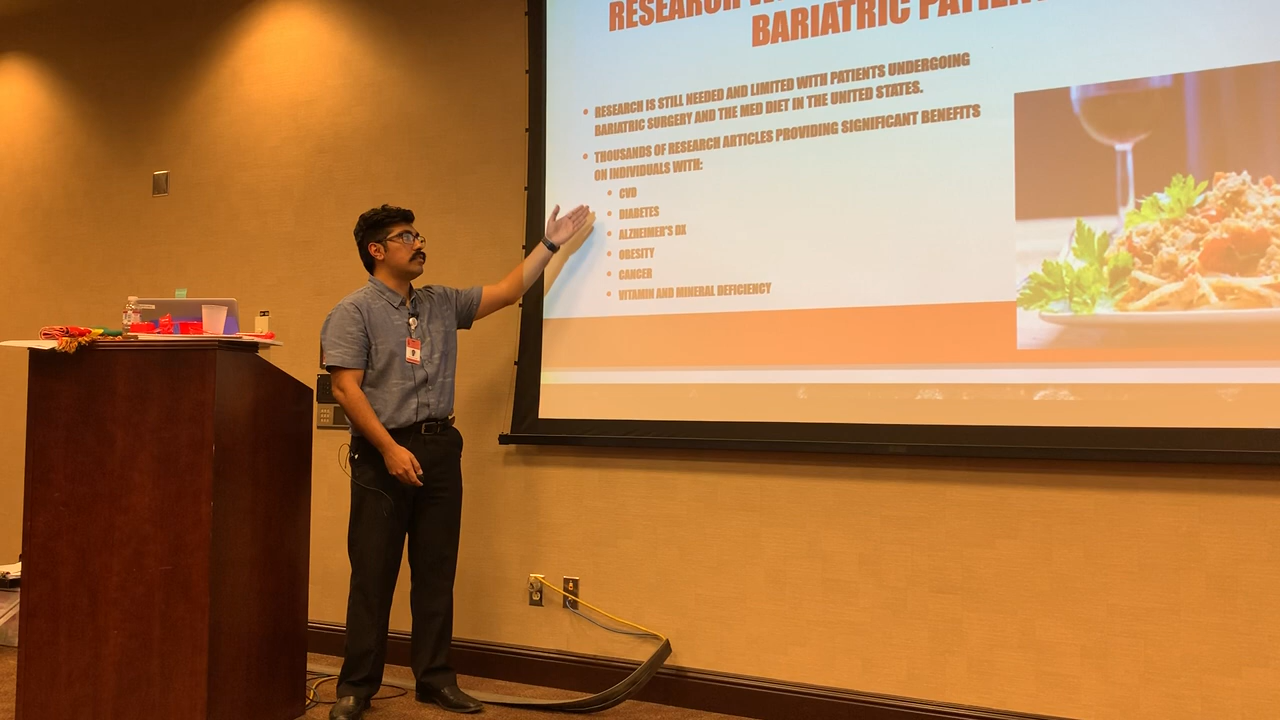 RESEARCH
BARIATRIC PATIENT
• RESEARCH IS STILL NEEDED AND LIMITED WITH PATIENTS UNDERGOING
BARIATRIC SURGERY AND THE MED DIET IN THE UNITED STATES.
• THOUSANDS OF RESEARCH ARTICLES PROVIDING SIGNIFICANT BENEFITS
ON INDIVIDUALS WITH:
• CVD
• DIABETES
• ALZHEIMER'S DX
• OBESITY
• CANCER
• VITAMIN AND MINERAL DEFICIENCY